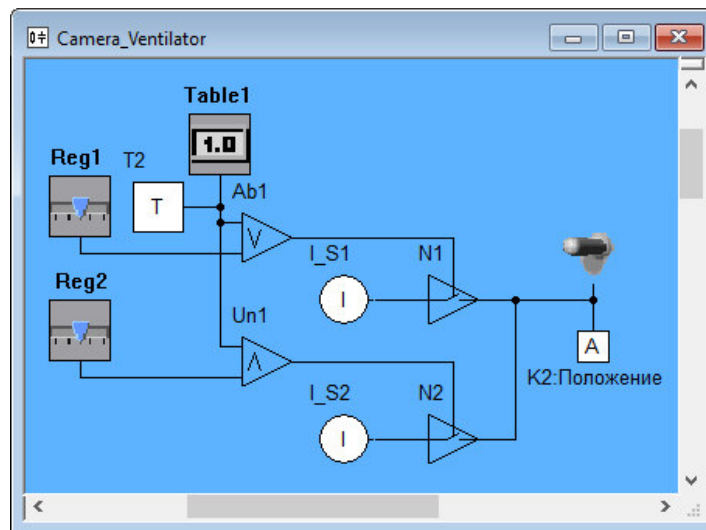 Camera_Ventilator
Table1
1.0
Reg1
T2
T
Ab1
I_S1
N1
I
Reg2
Un1
I_S2
N2
I
A
K2:Положение